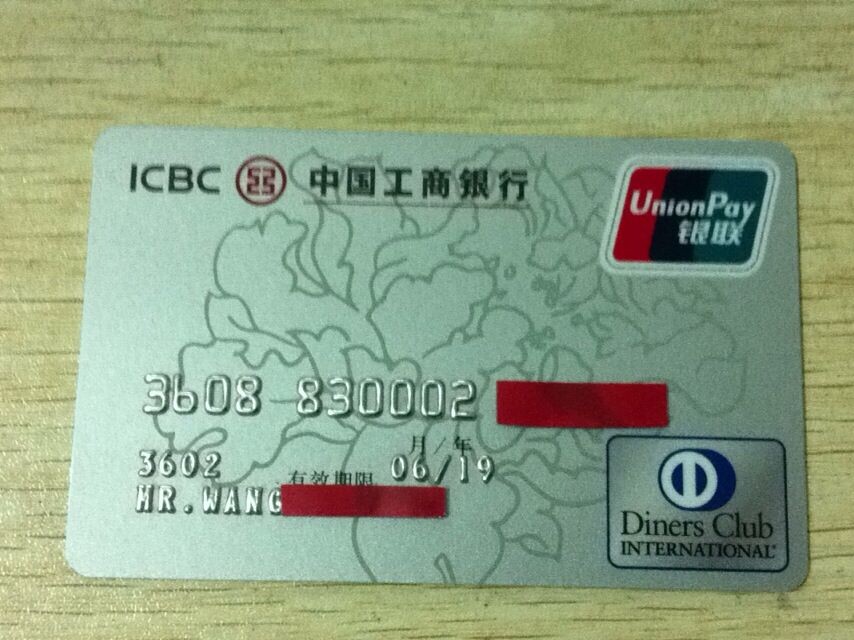 ICBC 中国工商银行
UnionPay
银联
3608 830002
月/年
3602 有效期限 06/19
MR.WANG
Diners Club
INTERNATIONAL